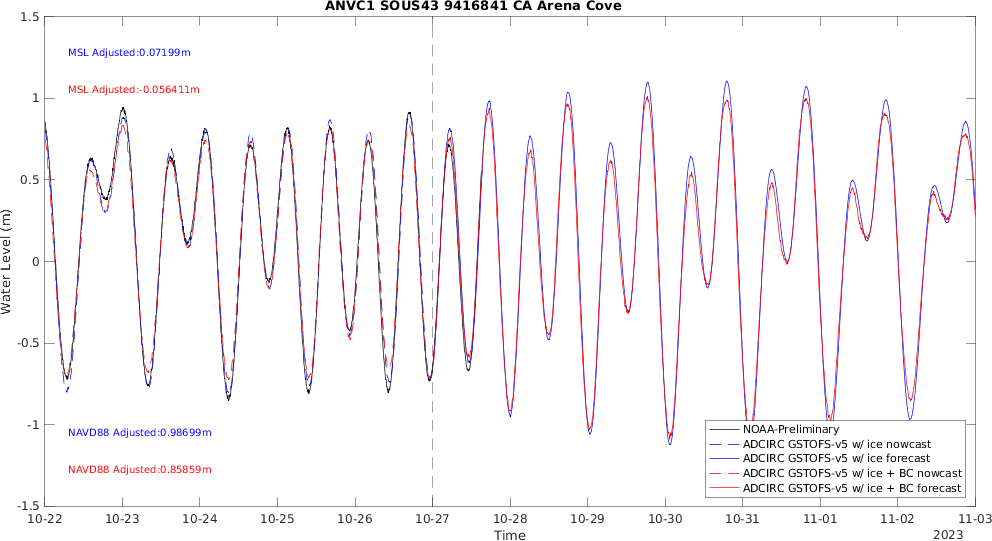 ANVC1 SOUS43 9416841 CA Arena Cove
1.5
MSL Adjusted:0.07199m
MSL Adjusted:-0.056411m
1
0.5
Water Level (m)
0
-0.5
-1
NAVD88 Adjusted:0.98699m
NAVD88 Adjusted:0.85859m
-1.5
NOAA-Preliminary
ADCIRC GSTOFS-v5 w/ ice nowcast
ADCIRC GSTOFS-v5 w/ ice forecast
ADCIRC GSTOFS-v5 w/ ice + BC nowcast
ADCIRC GSTOFS-v5 w/ ice + BC forecast
10-22 10-23 10-24 10-25 10-26 10-27 10-28 10-29 10-30 10-31 11-01 11-02 11-03
Time
2023